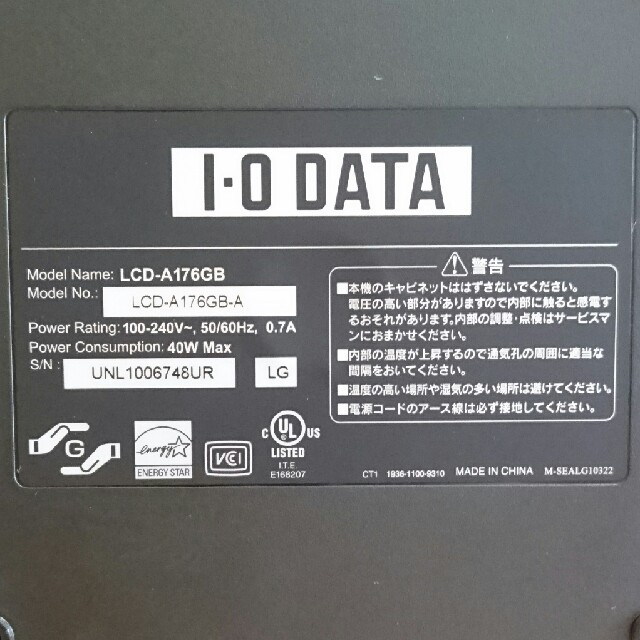 I·O DATA
Model Name: LCD-A176GB
Model No.: LCD-A176GB-A
Power Rating: 100-240V~, 50/60Hz, 0.7A
Power Consumption: 40W Max
S/N : UNL1006748UR LG
警告
■本機のキャビネットははずさないでください。
電圧の高い部分がありますので内部に触ると感電す
るおそれがあります。内部の調整・点検はサービスマ
ンにおまかせください。
■内部の温度が上昇するので通気孔の周囲に適当な
間隔をおいてください。
■温度の高い場所や湿気の多い場所は避けてください。
■電源コードのアース線は必ず接地してください。
G
energy
ENERGY STAR
VCI
C UL US
LISTED
I.T.E
E168207
CT1 1936-1100-9310 MADE IN CHINA M-SEALG10322